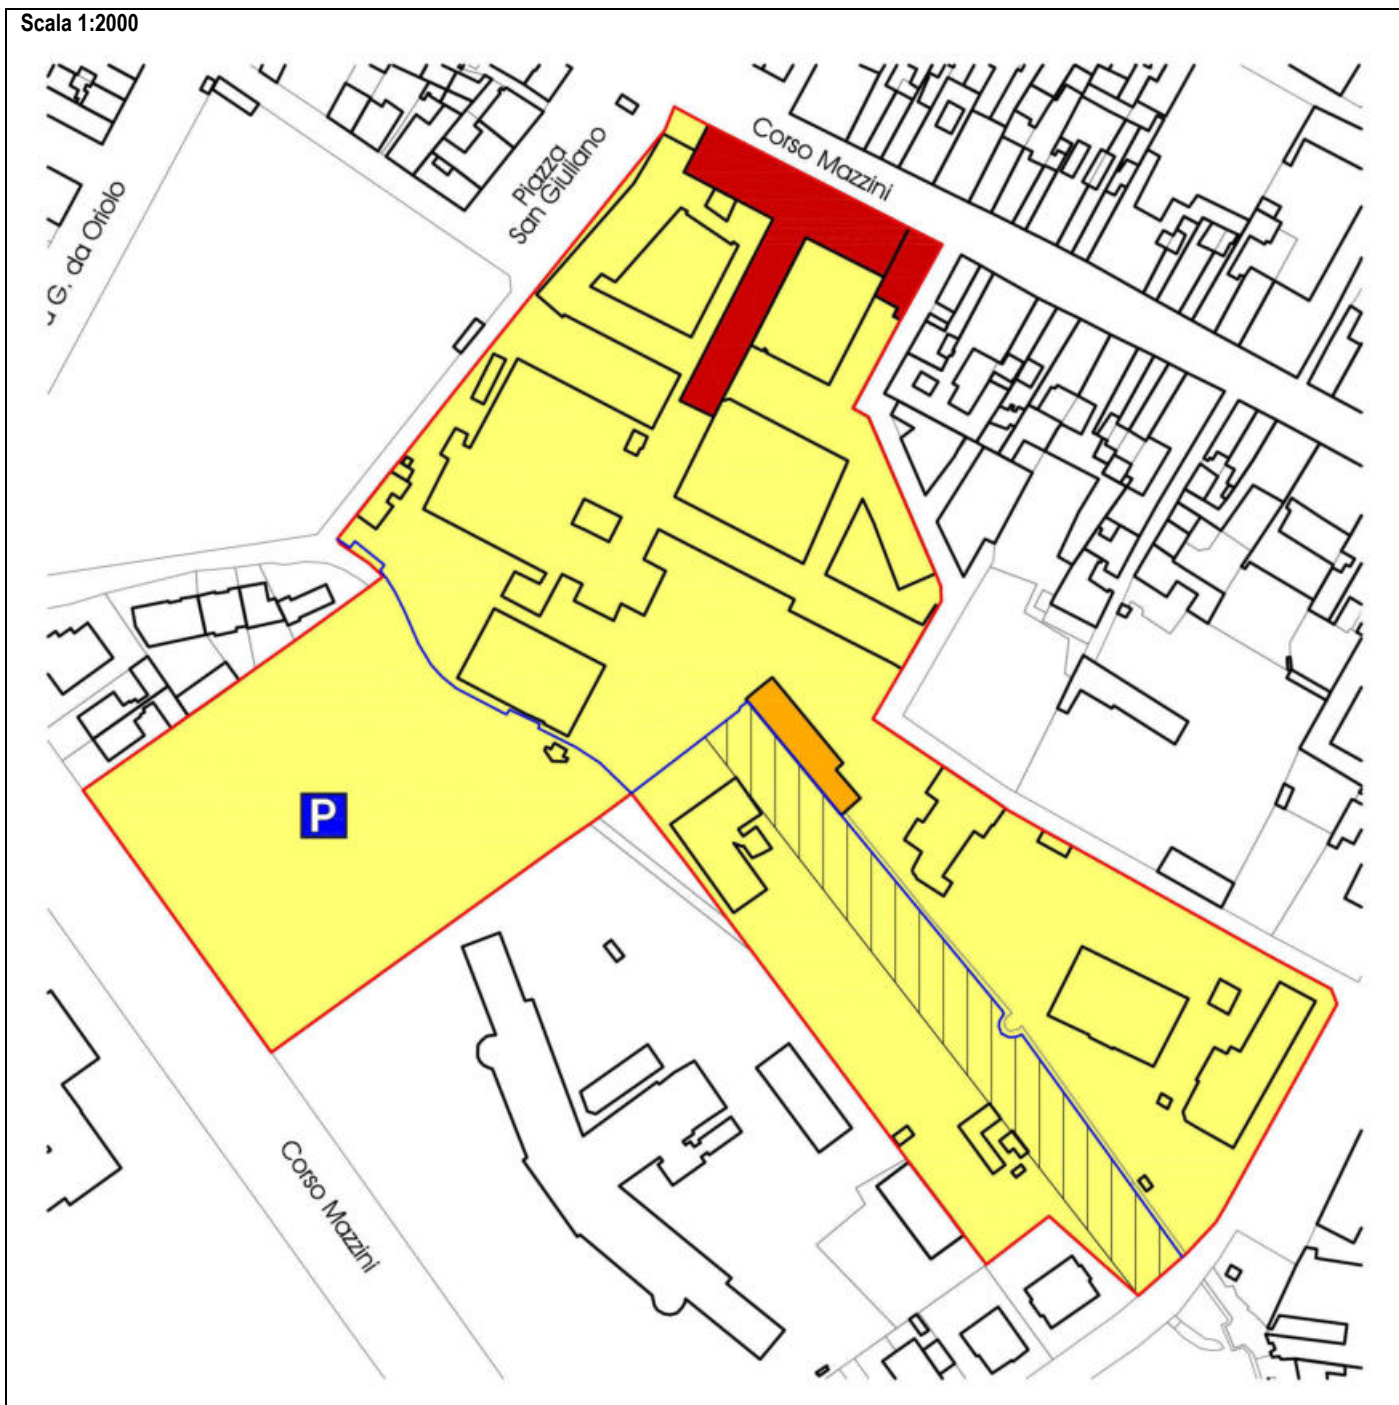 Scala 1:2000
Corso Mazzini
Piazza
San Giuliano
G. da Oriolo
P
Corso Mazzini